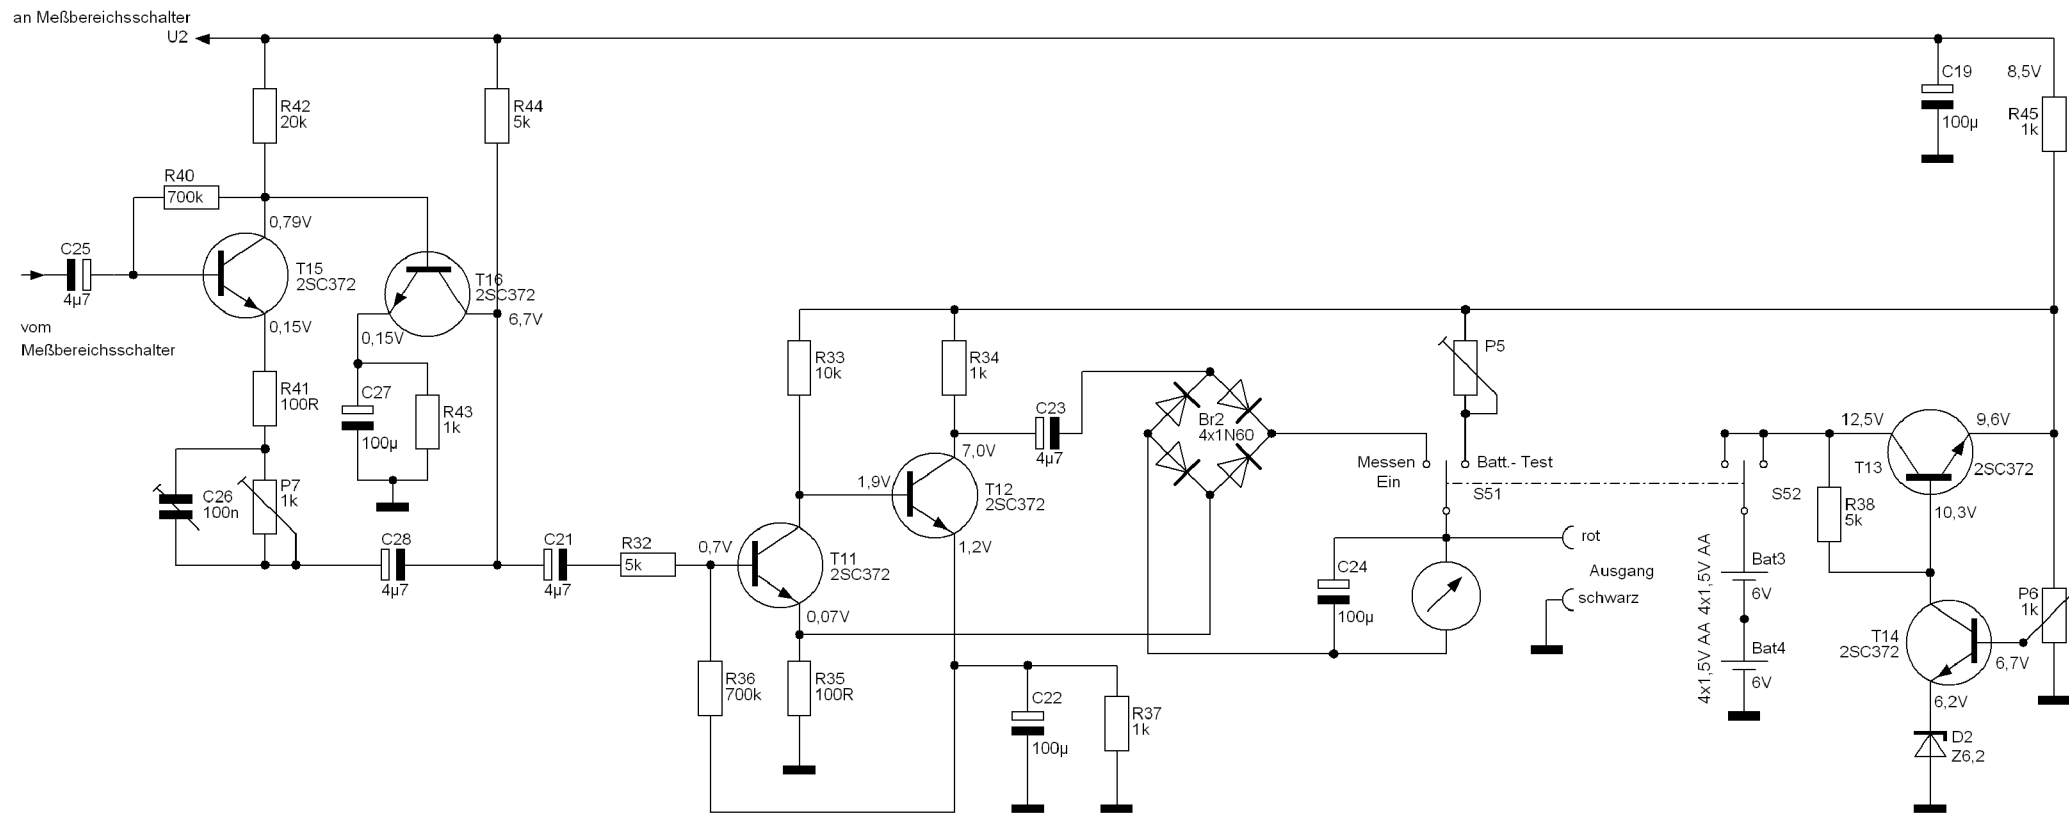 an Meßbereichsschalter
U2
R42
20k
R44
5k
C19
100µ
8,5V
R45
1k
R40
700k
0,79V
C25
4µ7
T15
2SC372
T16
2SC372
0,15V
6,7V
0,15V
vom
Meßbereichsschalter
R41
100R
C27
100µ
R43
1k
C26
100n
P7
1k
C28
4µ7
C21
4µ7
R32
5k
0,7V
R33
10k
R34
1k
C23
4µ7
Br2
4x1N60
7,0V
1,9V
T12
2SC372
1,2V
T11
2SC372
0,07V
R36
700k
R35
100R
C22
100µ
R37
1k
P5
Messen
Ein
Batt.- Test
S51
S52
rot
Ausgang
schwarz
C24
100µ
12,5V
9,6V
T13
2SC372
R38
5k
10,3V
4x1,5V AA 4x1,5V AA
Bat3
6V
Bat4
6V
P6
1k
T14
2SC372
6,7V
6,2V
D2
Z6,2